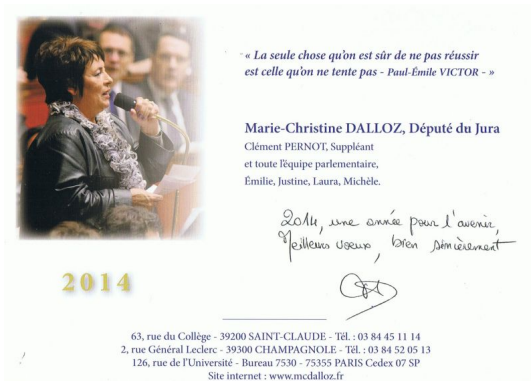 « La seule chose qu'on est sûr de ne pas réussir
est celle qu'on ne tente pas - Paul-Émile VICTOR - »
Marie-Christine DALLOZ, Député du Jura
Clément PERNOT, Suppléant
et toute l'équipe parlementaire,
Émilie, Justine, Laura, Michèle.
2014, une année pour l'avenir,
Meilleurs voeux, bien sincèrement
2014
63, rue du Collège - 39200 SAINT-CLAUDE - Tél. : 03 84 45 11 14
2, rue Général Leclerc - 39300 CHAMPAGNOLE - Tél. : 03 84 52 05 13
126, rue de l'Université - Bureau 7530 - 75355 PARIS Cedex 07 SP
Site internet : www.mcdalloz.fr